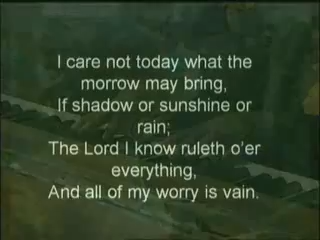 I care not today what the
morrow may bring,
If shadow or sunshine or
rain;
The Lord I know ruleth o'er
everything,
And all of my worry is vain.